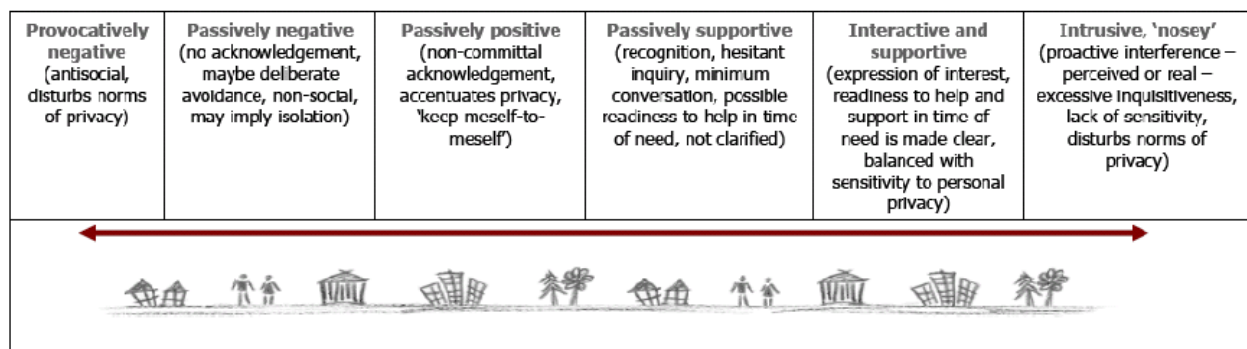 Provocatively
negative
(antisocial,
disturbs norms
of privacy)
Passively negative
(no acknowledgement,
maybe deliberate
avoidance, non-social,
may imply isolation)
Passively positive
(non-committal
acknowledgement,
accentuates privacy,
'keep meself-to-
meself')
Passively supportive
(recognition, hesitant
inquiry, minimum
conversation, possible
readiness to help in time
of need, not clarified)
Interactive and
supportive
(expression of interest,
readiness to help and
support in time of
need is made clear,
balanced with
sensitivity to personal
privacy)
Intrusive, 'nosey'
(proactive interference –
perceived or real –
excessive inquisitiveness,
lack of sensitivity,
disturbs norms of
privacy)